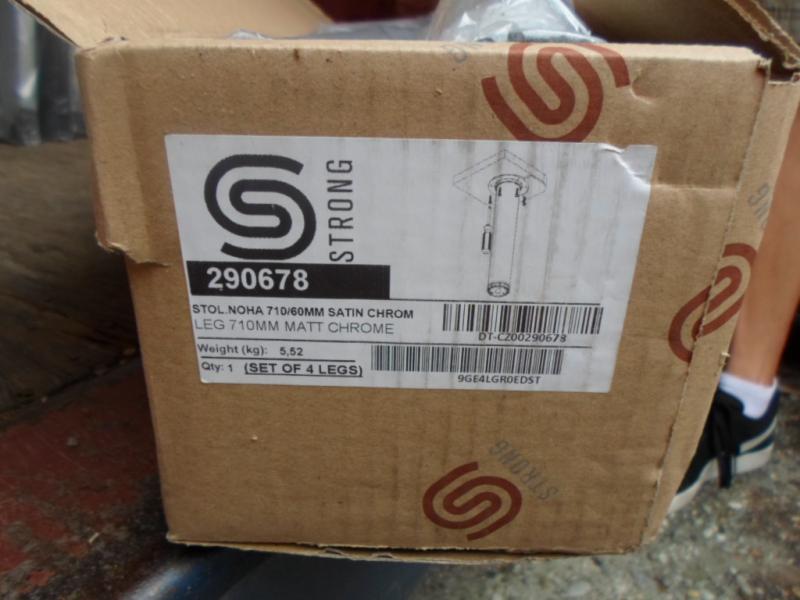 STRONG
290678
STOL.NOHA 710/60MM SATIN CHROM
LEG 710MM MATT CHROME
DT-CZ00290678
Weight (kg): 5,52
Qty: 1 (SET OF 4 LEGS)
9GE4LGR0EDST
STRONG